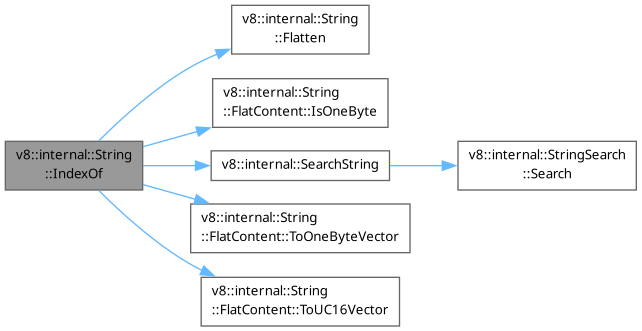 v8::internal::String
::Flatten
v8::internal::String
::FlatContent::IsOneByte
v8::internal::String
::IndexOf
v8::internal::SearchString
v8::internal::StringSearch
::Search
v8::internal::String
::FlatContent::ToOneByteVector
v8::internal::String
::FlatContent::ToUC16Vector